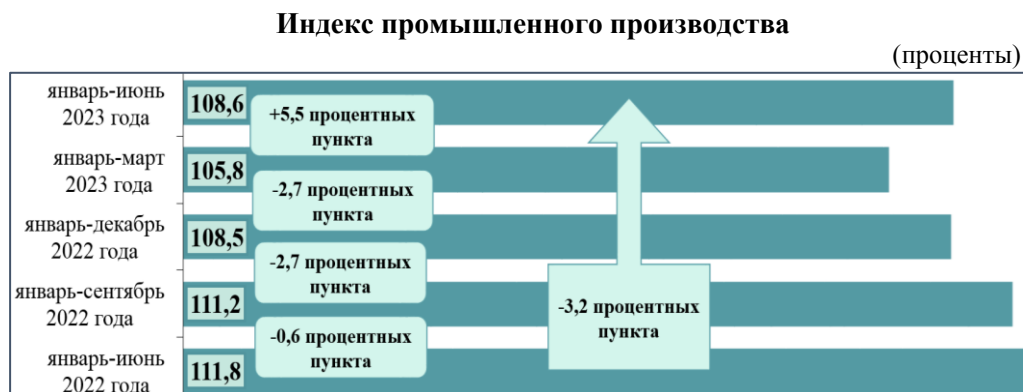 Индекс промышленного производства
(проценты)
январь-июнь
2023 года
108,6
+5,5 процентных
пункта
январь-март
2023 года
105,8
-2,7 процентных
пункта
январь-декабрь
2022 года
108,5
-2,7 процентных
пункта
январь-сентябрь
2022 года
111,2
-3,2 процентных
пункта
-0,6 процентных
пункта
январь-июнь
2022 года
111,8